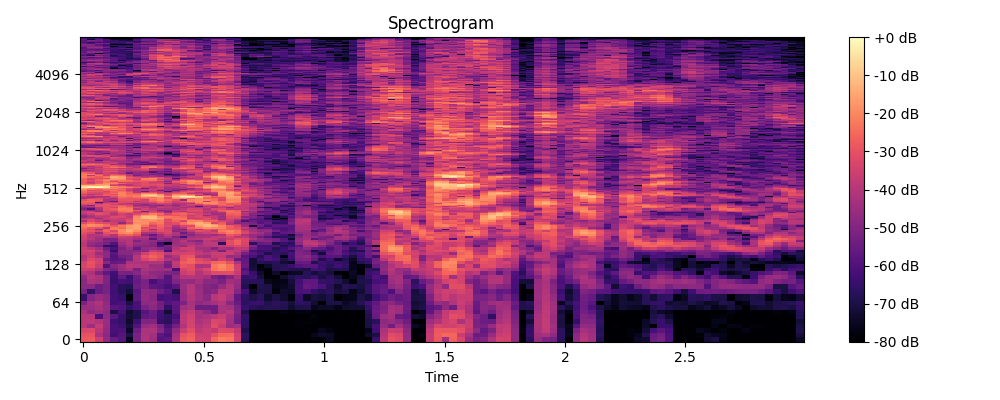 Spectrogram
+0 dB
4096
-10 dB
2048
-20 dB
1024
-30 dB
Hz
512
-40 dB
256
-50 dB
128
-60 dB
64
-70 dB
0
-80 dB
0 0.5 1 1.5 2 2.5
Time